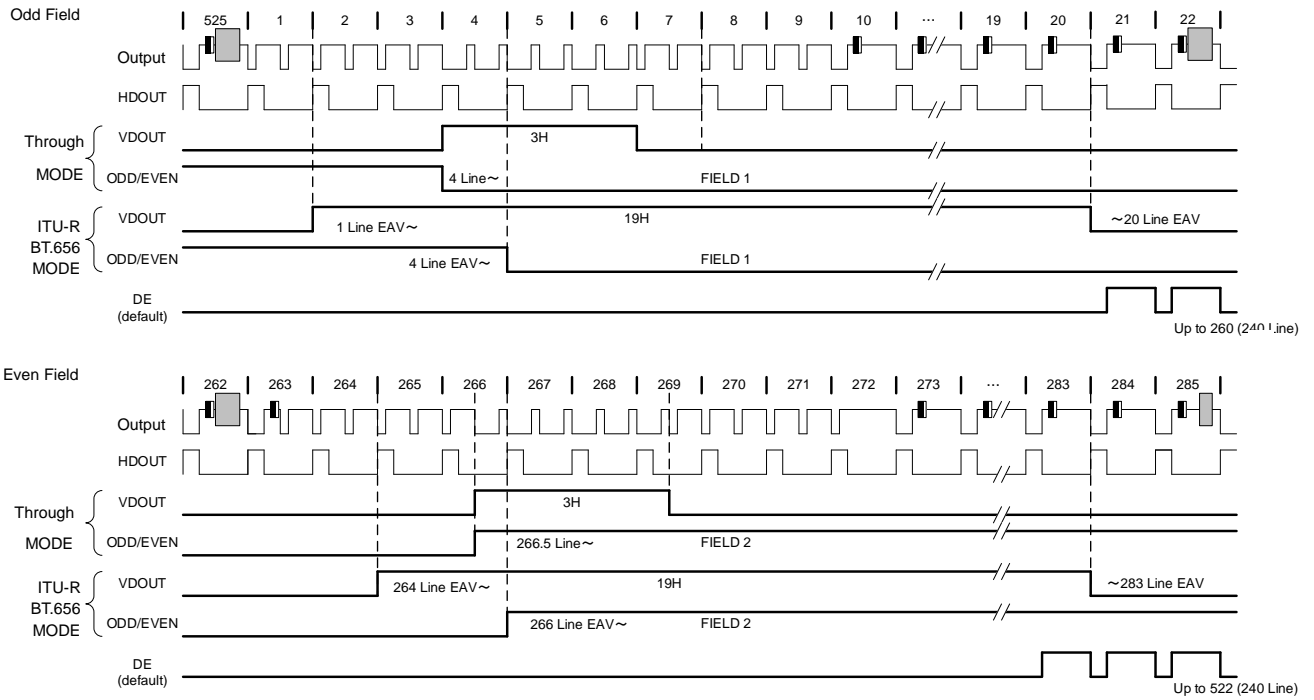 Odd Field
525 1 2 3 4 5 6 7 8 9 10 ... 19 20 21 22
Output
HDOUT
Through
MODE
VDOUT
3H
ODD/EVEN
4 Line～
FIELD 1
ITU-R
BT.656
MODE
VDOUT
1 Line EAV～
19H
～20 Line EAV
ODD/EVEN
4 Line EAV～
FIELD 1
DE
(default)
Up to 260 (240 Line)
Even Field
262 263 264 265 266 267 268 269 270 271 272 273 ... 283 284 285
Output
HDOUT
Through
MODE
VDOUT
3H
ODD/EVEN
266.5 Line～
FIELD 2
ITU-R
BT.656
MODE
VDOUT
264 Line EAV～
19H
～283 Line EAV
ODD/EVEN
266 Line EAV～
FIELD 2
DE
(default)
Up to 522 (240 Line)